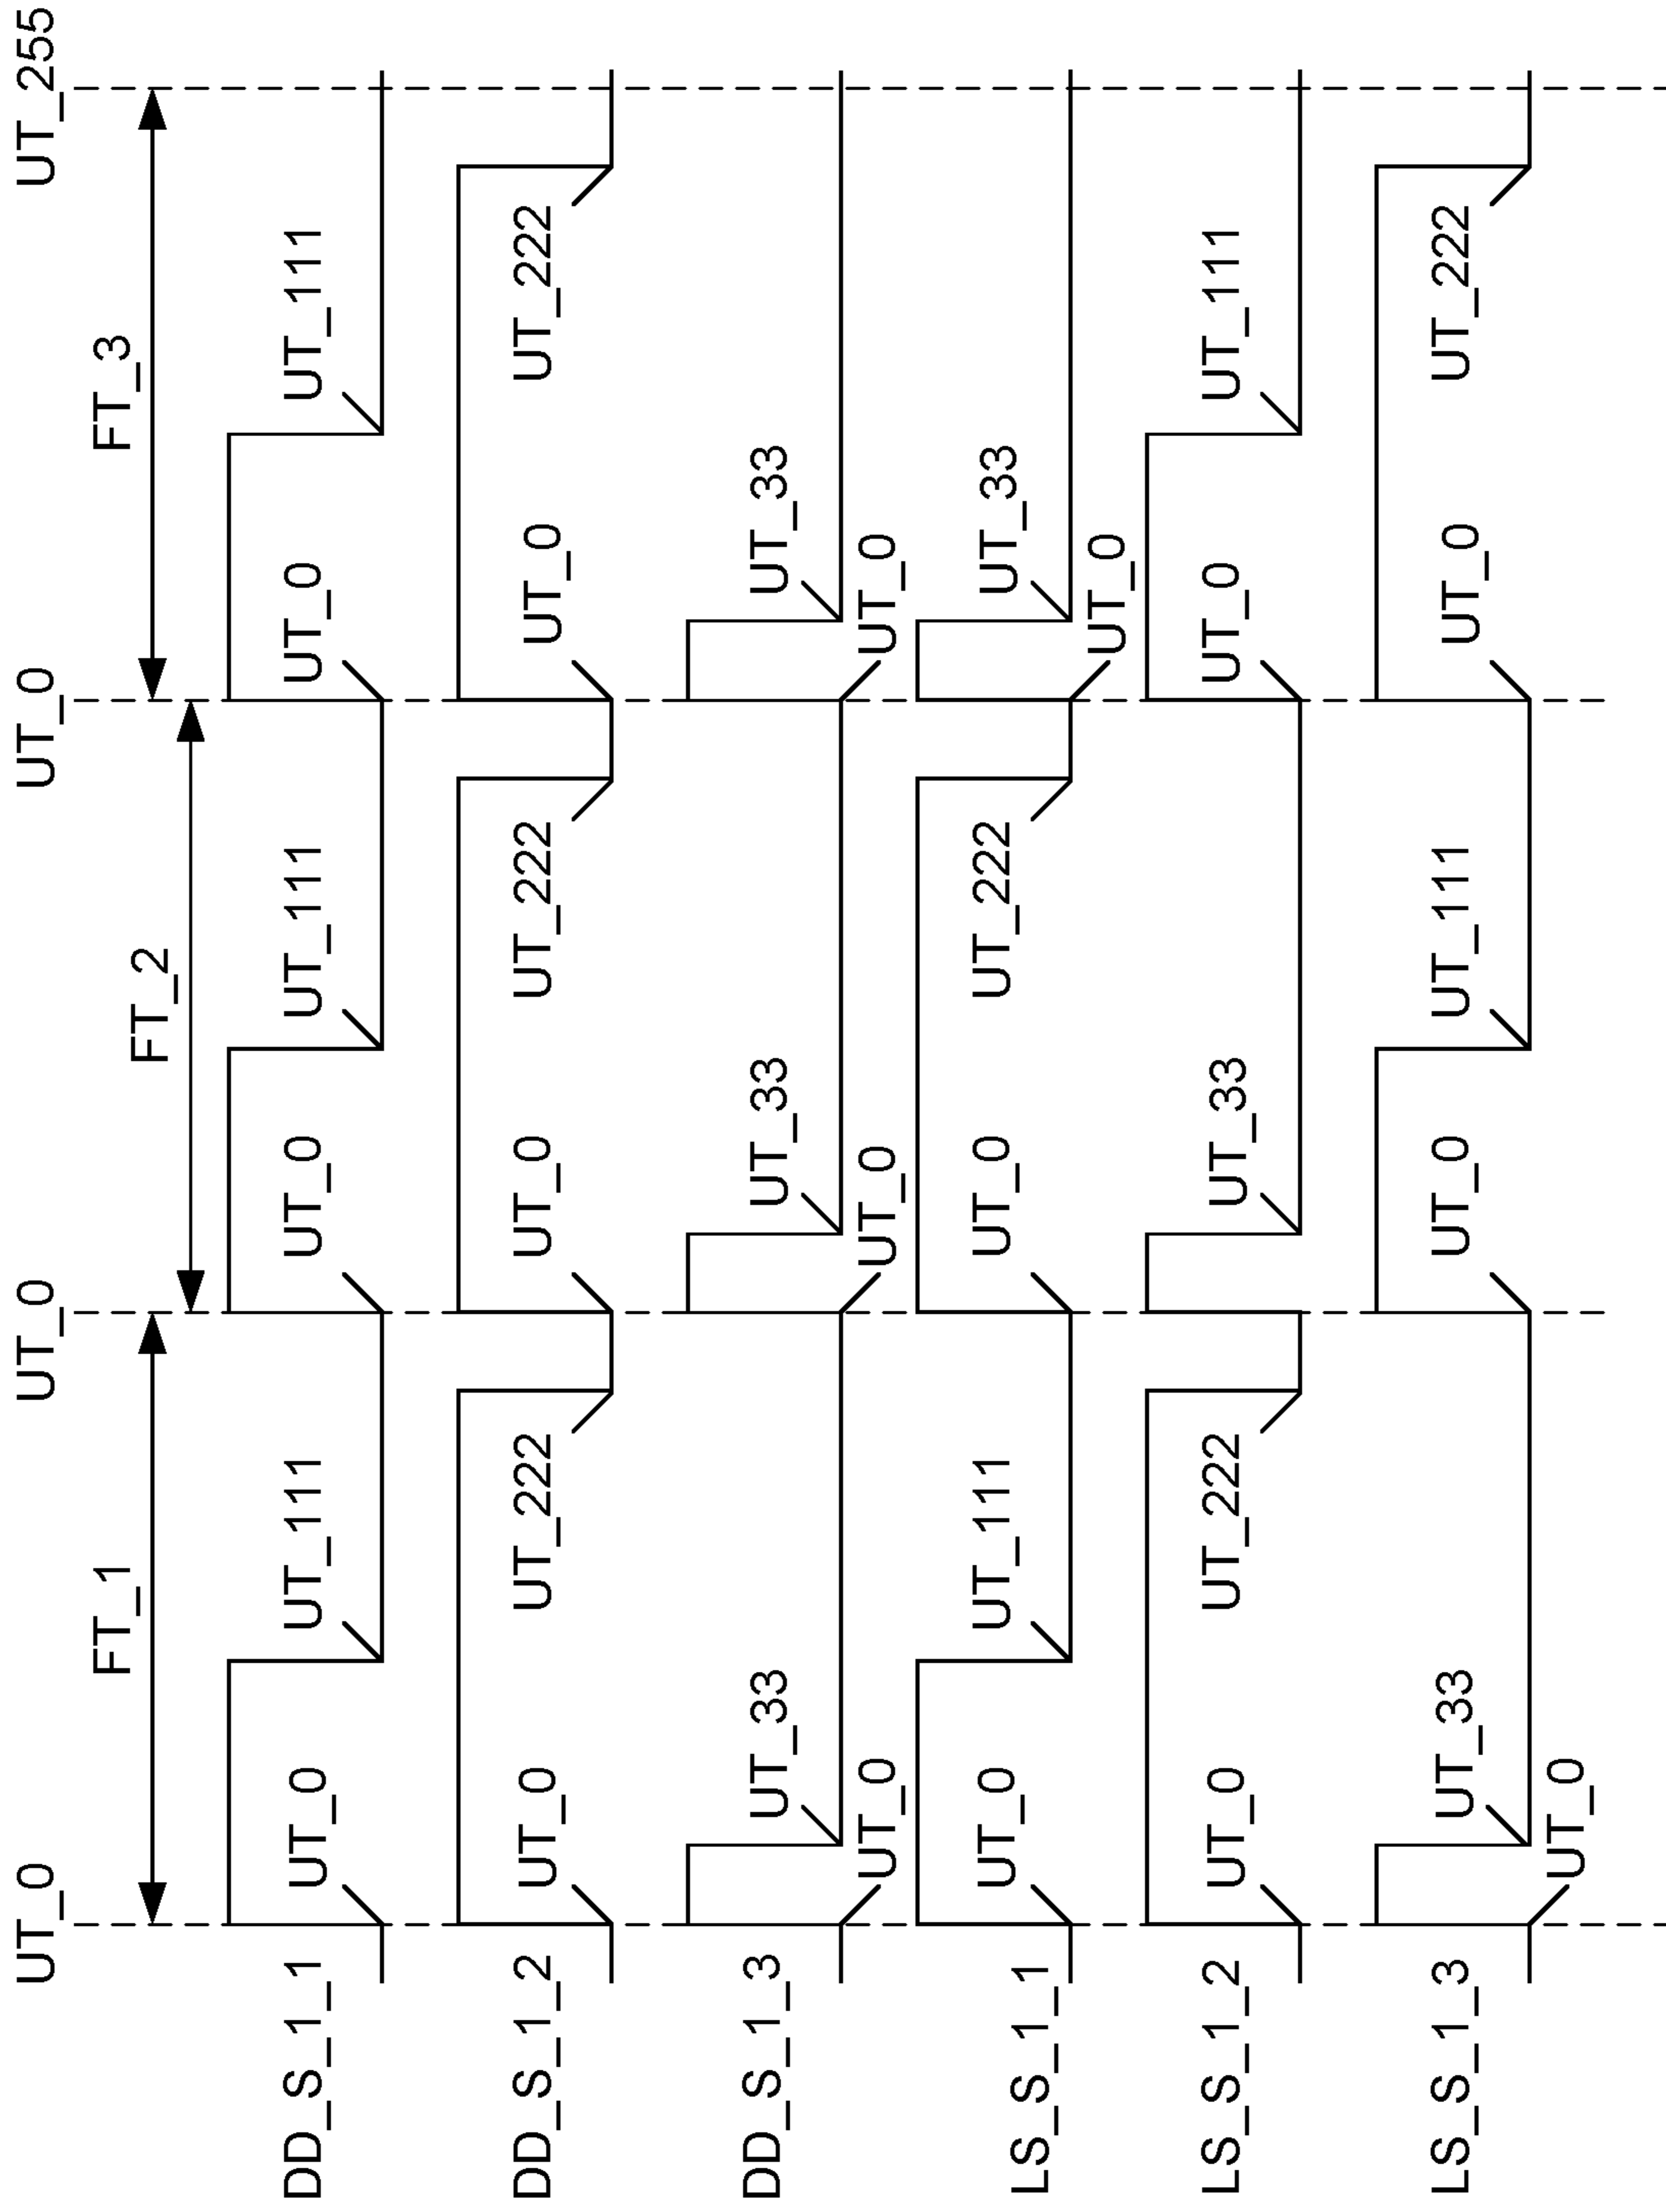 UT_0 UT_0 UT_0 UT_255
FT_1 FT_2 FT_3
DD_S_1_1 UT_0 UT_111 UT_0 UT_111 UT_0 UT_111
DD_S_1_2 UT_0 UT_222 UT_0 UT_222 UT_0 UT_222
DD_S_1_3 UT_33 UT_33 UT_33
UT_0 UT_0 UT_0
LS_S_1_1 UT_0 UT_111 UT_0 UT_222 UT_33
UT_0
LS_S_1_2 UT_0 UT_222 UT_33 UT_0 UT_111
LS_S_1_3 UT_33 UT_0 UT_111 UT_0 UT_222
UT_0